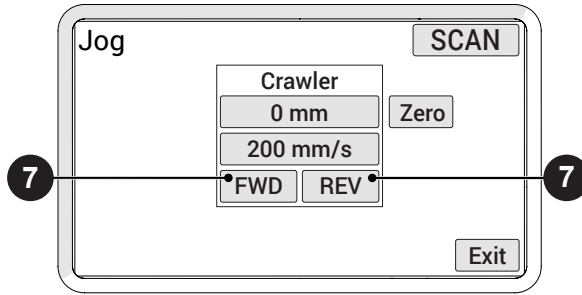 Jog SCAN
Crawler
0 mm Zero
200 mm/s
7 FWD REV 7
Exit